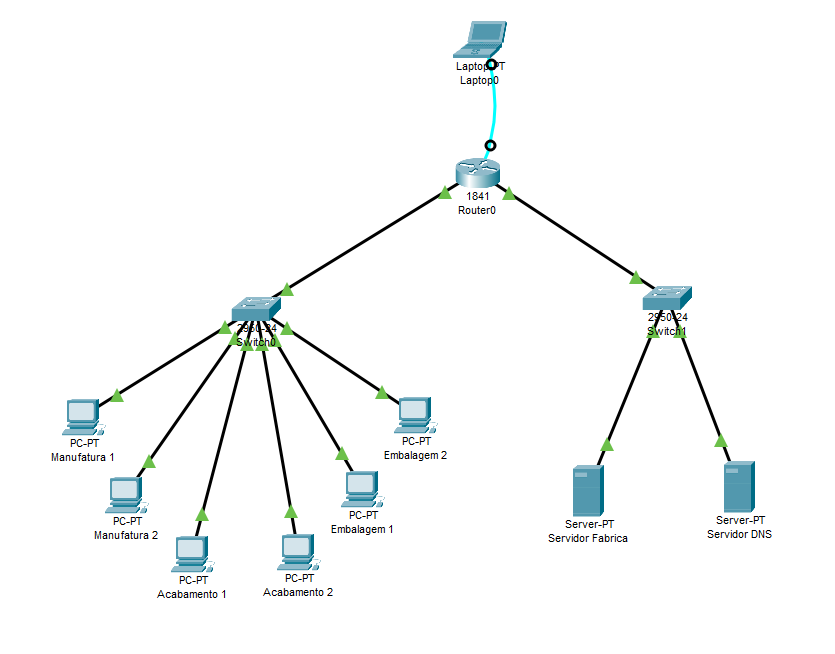 Laptop-PT
Laptop0
1841
Router0
2950-24
Switch0
2950-24
Switch1
PC-PT
Manufatura 1
PC-PT
Manufatura 2
PC-PT
Acabamento 1
PC-PT
Acabamento 2
PC-PT
Embalagem 1
PC-PT
Embalagem 2
Server-PT
Servidor Fabrica
Server-PT
Servidor DNS